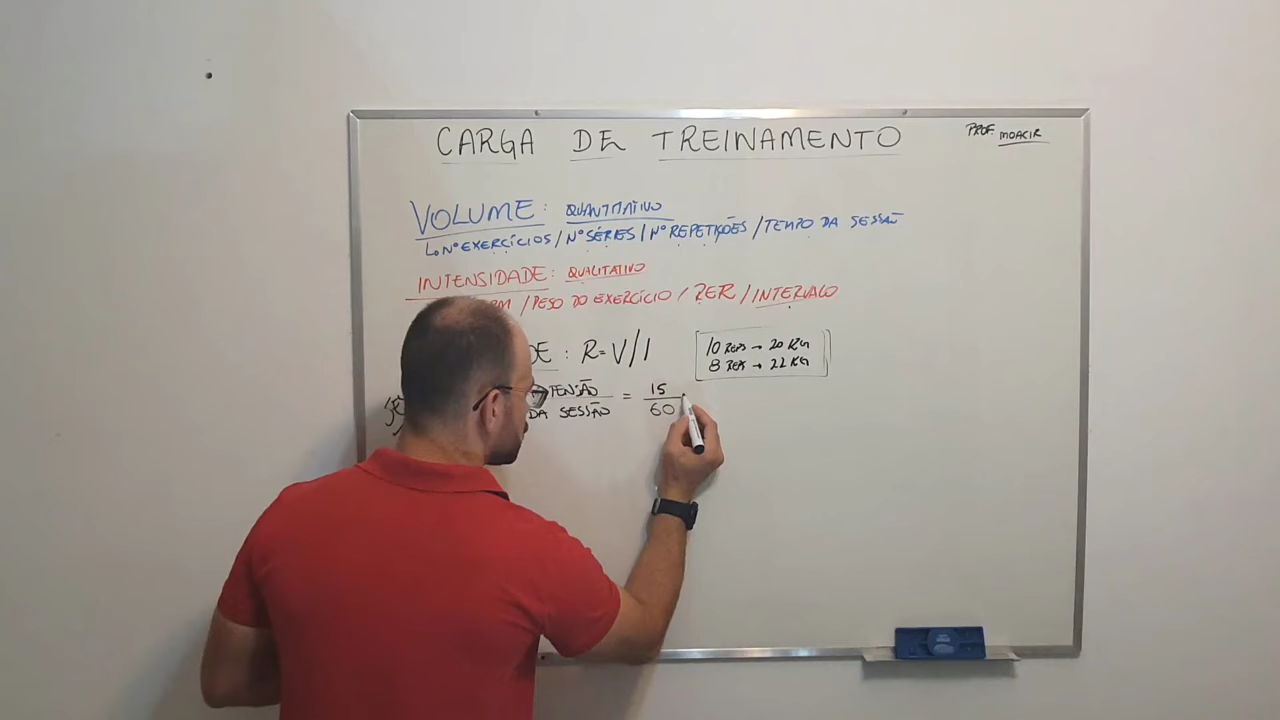 CARGA DE TREINAMENTO
PROF. MOACIR
VOLUME: QUANTITATIVO
Nº EXERCÍCIOS / Nº SÉRIES / Nº REPETIÇÕES / TEMPO DA SESSÃO
INTENSIDADE: QUALITATIVO
RM / PESO DO EXERCÍCIO / RER / INTERVALO
DE : R=V/I
10 REPS → 20 KG
8 REPS → 22 KG
TENSÃO = 15
DA SESSÃO 60